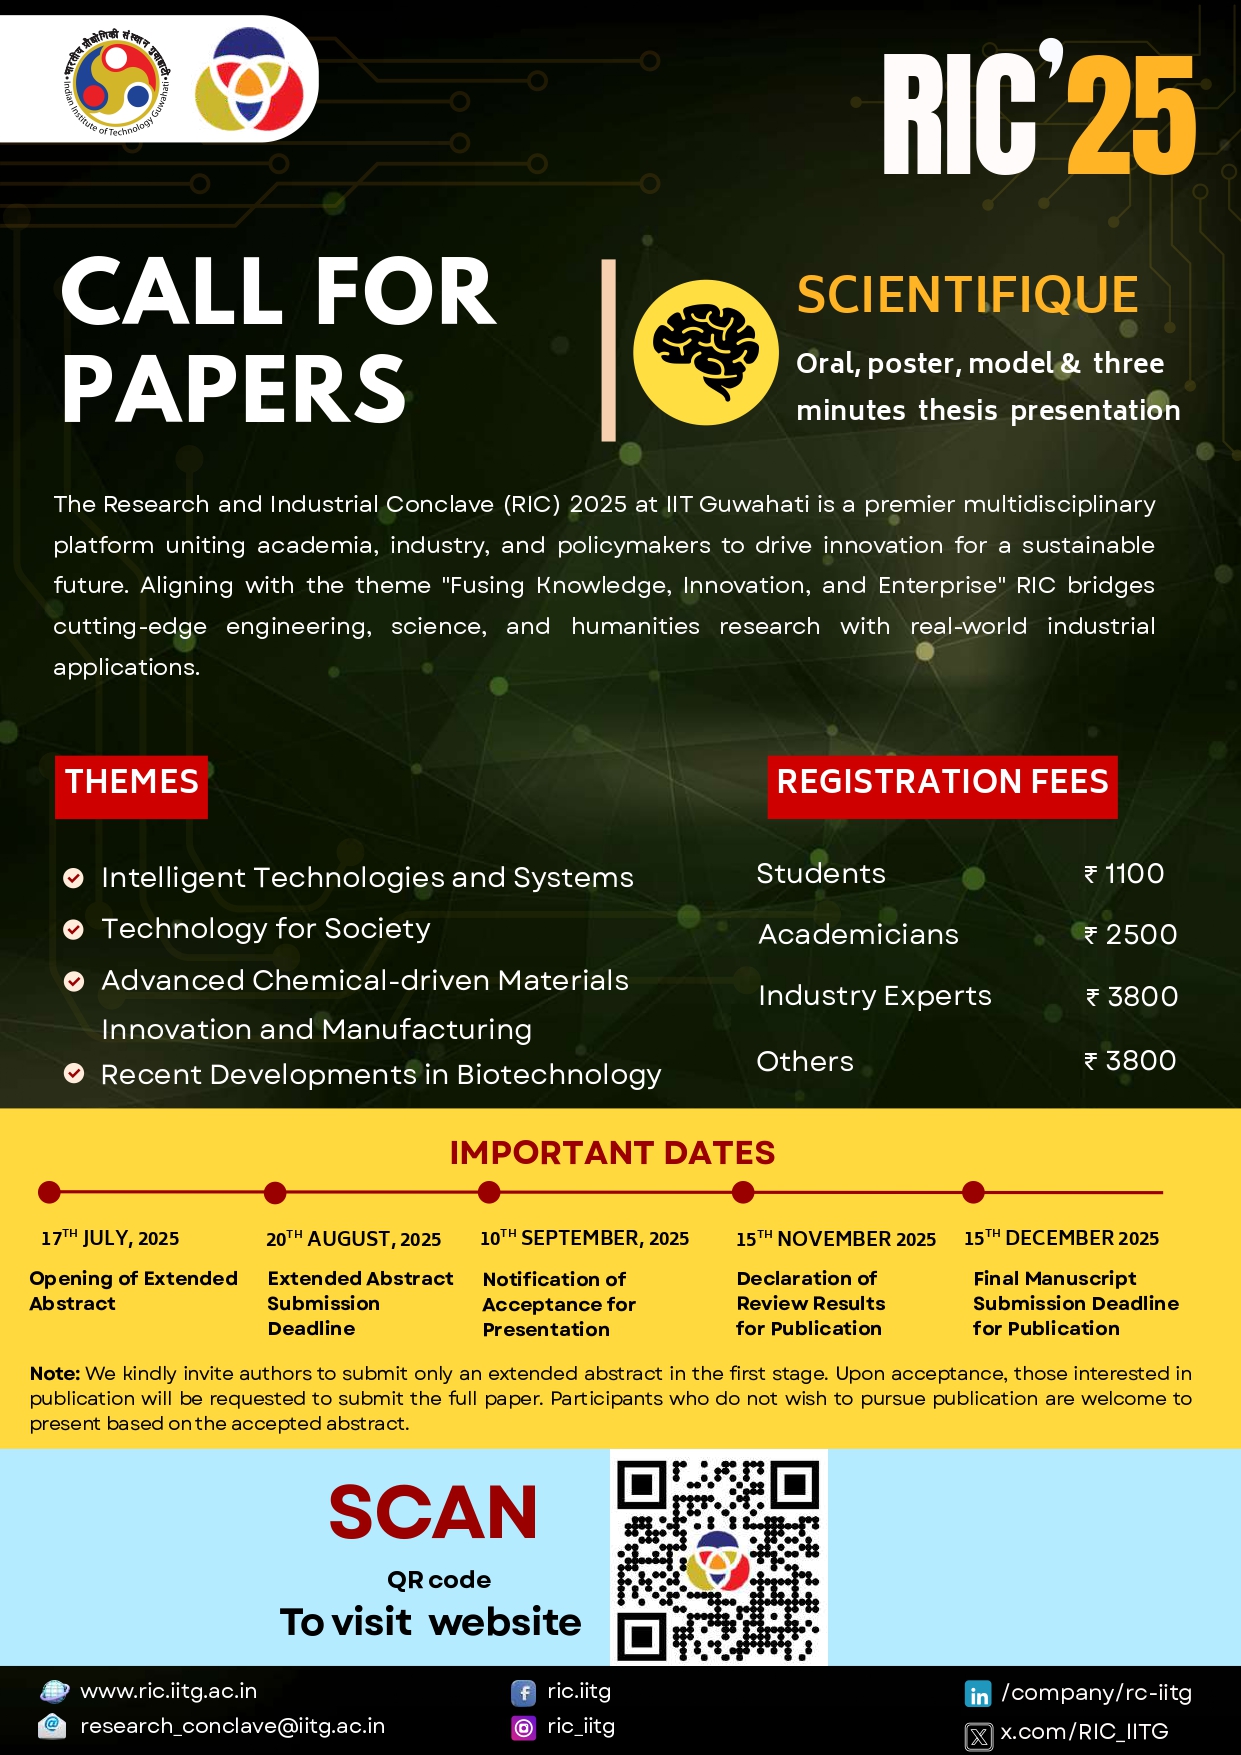 भारतीय प्रौद्योगिकी संस्थान गुवाहाटी
Indian Institute of Technology Guwahati
RIC'25
CALL FOR
PAPERS
SCIENTIFIQUE
Oral, poster, model & three
minutes thesis presentation
The Research and Industrial Conclave (RIC) 2025 at IIT Guwahati is a premier multidisciplinary
platform uniting academia, industry, and policymakers to drive innovation for a sustainable
future. Aligning with the theme "Fusing Knowledge, Innovation, and Enterprise" RIC bridges
cutting-edge engineering, science, and humanities research with real-world industrial
applications.
THEMES
Intelligent Technologies and Systems
Technology for Society
Advanced Chemical-driven Materials
Innovation and Manufacturing
Recent Developments in Biotechnology
REGISTRATION FEES
Students ₹ 1100
Academicians ₹ 2500
Industry Experts ₹ 3800
Others ₹ 3800
IMPORTANT DATES
17TH JULY, 2025
Opening of Extended
Abstract
20TH AUGUST, 2025
Extended Abstract
Submission
Deadline
10TH SEPTEMBER, 2025
Notification of
Acceptance for
Presentation
15TH NOVEMBER 2025
Declaration of
Review Results
for Publication
15TH DECEMBER 2025
Final Manuscript
Submission Deadline
for Publication
Note: We kindly invite authors to submit only an extended abstract in the first stage. Upon acceptance, those interested in
publication will be requested to submit the full paper. Participants who do not wish to pursue publication are welcome to
present based on the accepted abstract.
SCAN
QR code
To visit website
www.ric.iitg.ac.in
research_conclave@iitg.ac.in
ric.iitg
ric_iitg
/company/rc-iitg
x.com/RIC_IITG